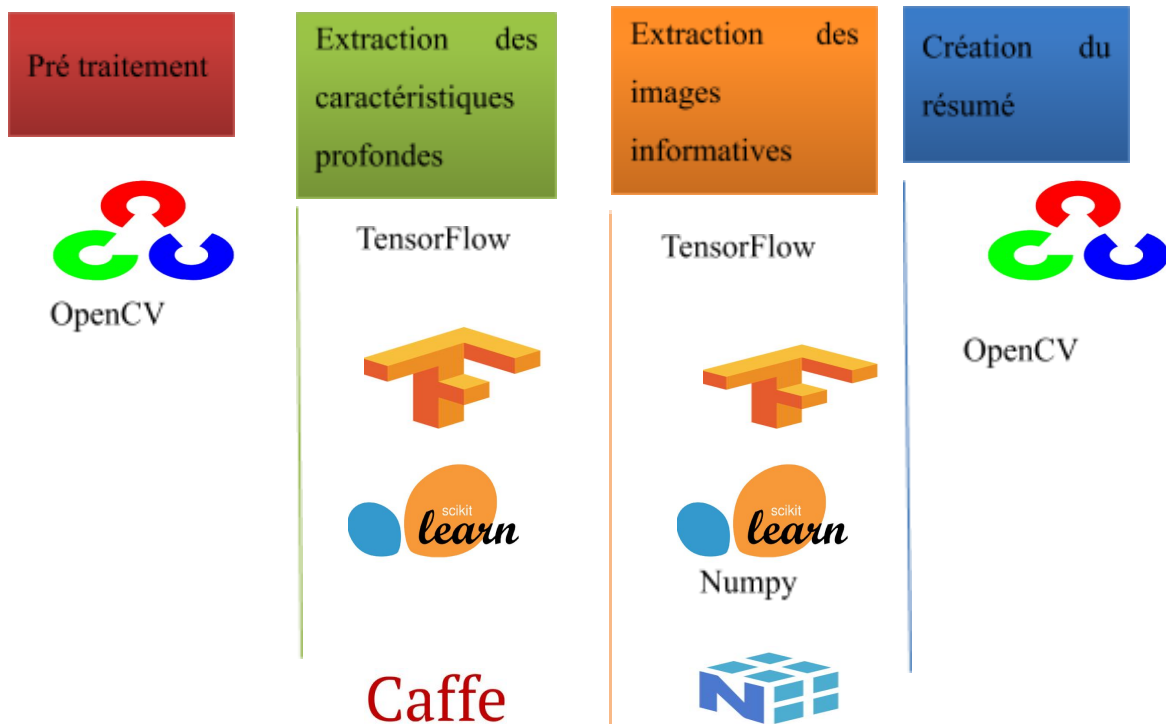 Pré traitement
Extraction des
caractéristiques
profondes
Extraction des
images
informatives
Création du
résumé
OpenCV
TensorFlow
scikit
learn
Caffe
TensorFlow
scikit
learn
Numpy
OpenCV